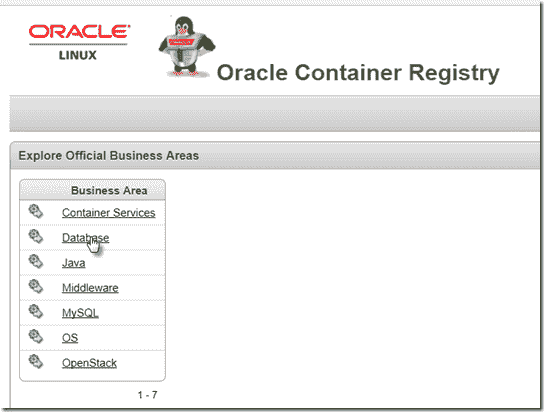 ORACLE
LINUX
Oracle Container Registry
Explore Official Business Areas
Business Area
Container Services
Database
Java
Middleware
MySQL
OS
OpenStack
1 - 7